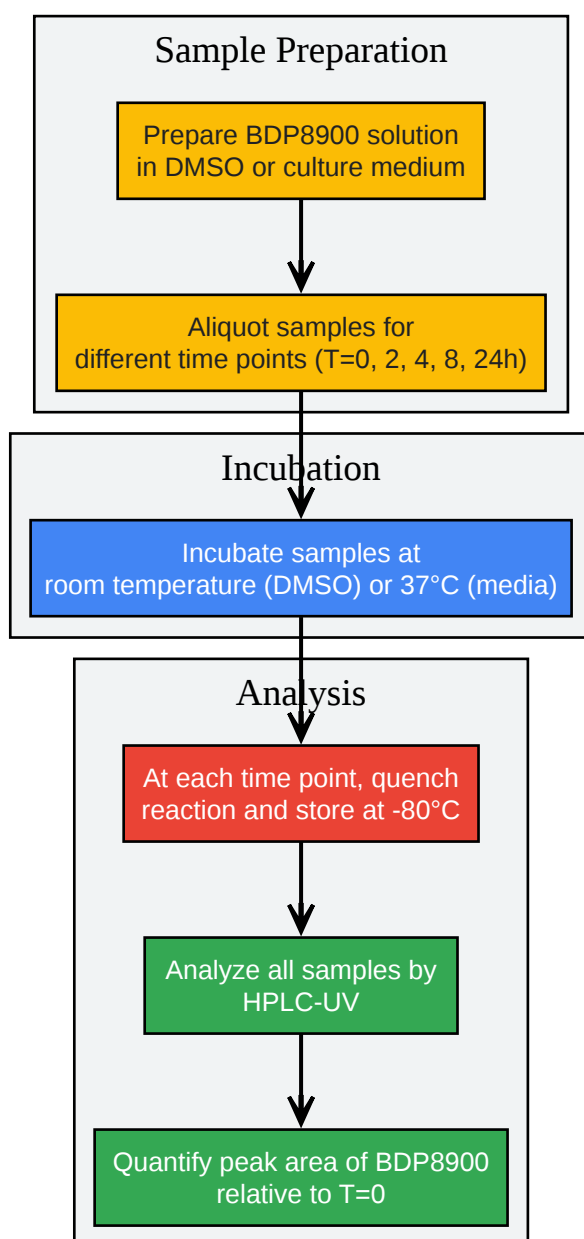 Sample Preparation
Prepare BDP8900 solution
in DMSO or culture medium
Aliquot samples for
different time points (T=0, 2, 4, 8, 24h)
Incubation
Incubate samples at
room temperature (DMSO) or 37°C (media)
Analysis
At each time point, quench
reaction and store at -80°C
Analyze all samples by
HPLC-UV
Quantify peak area of BDP8900
relative to T=0